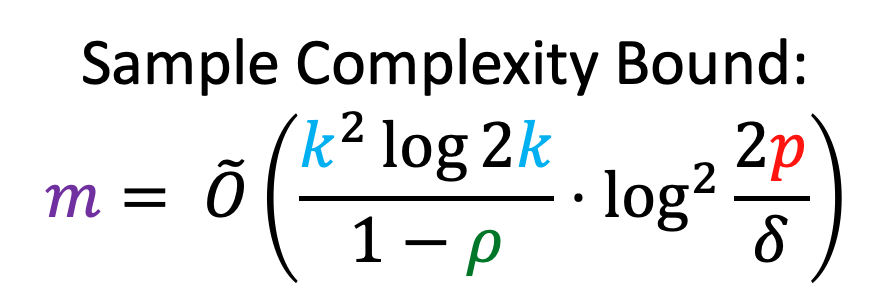 Sample Complexity Bound:
m = Õ ( k² log 2k / 1 − ρ · log² 2p / δ )